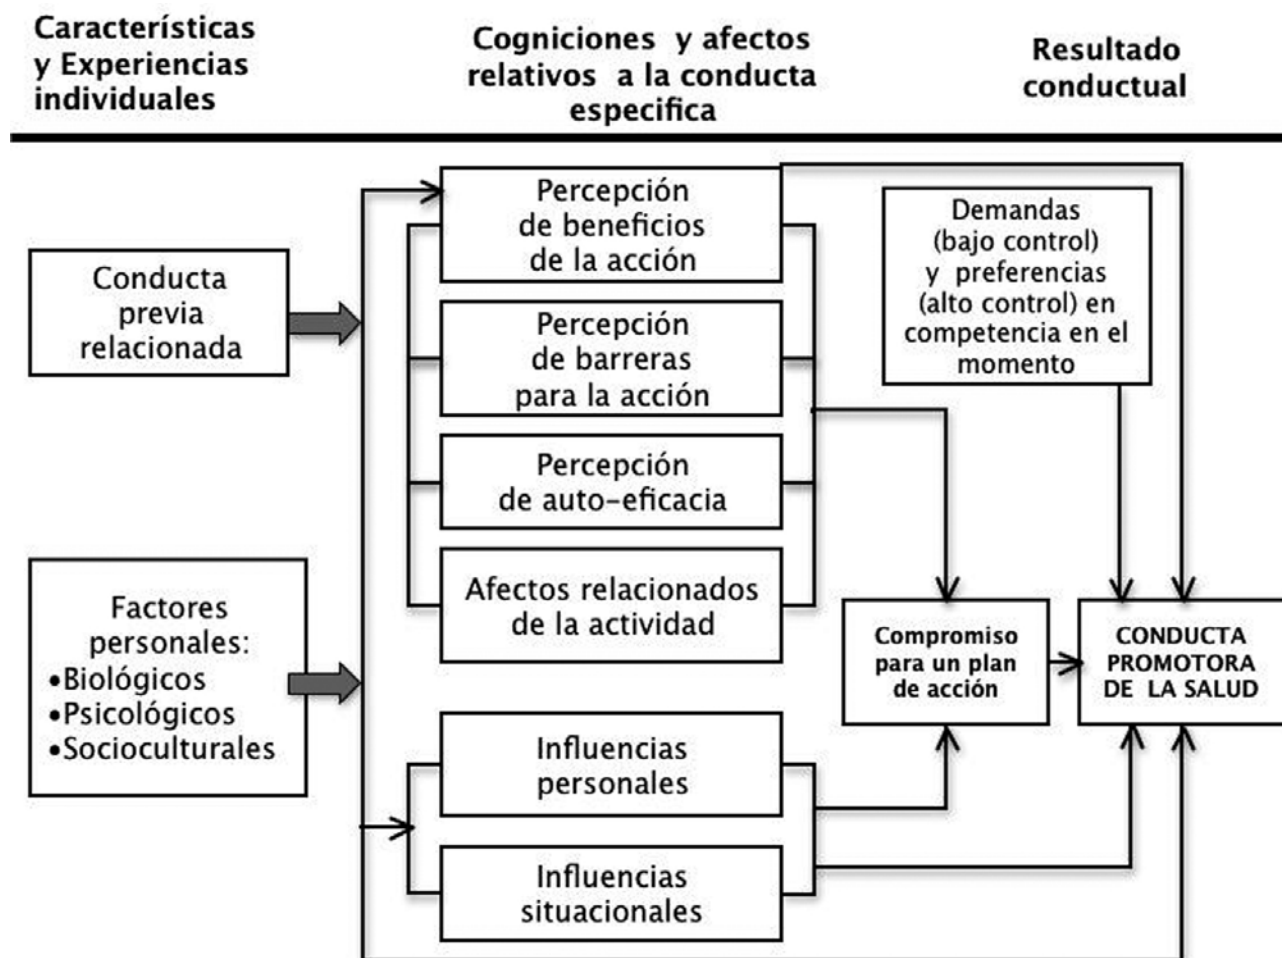 Características
y Experiencias
individuales
Cogniciones y afectos
relativos a la conducta
especifica
Resultado
conductual
Conducta
previa
relacionada
Factores
personales:
•Biológicos
•Psicológicos
•Socioculturales
Percepción
de beneficios
de la acción
Percepción
de barreras
para la acción
Percepción
de auto-eficacia
Afectos relacionados
de la actividad
Influencias
personales
Influencias
situacionales
Demandas
(bajo control)
y preferencias
(alto control) en
competencia en el
momento
Compromiso
para un plan
de acción
CONDUCTA
PROMOTORA
DE LA SALUD